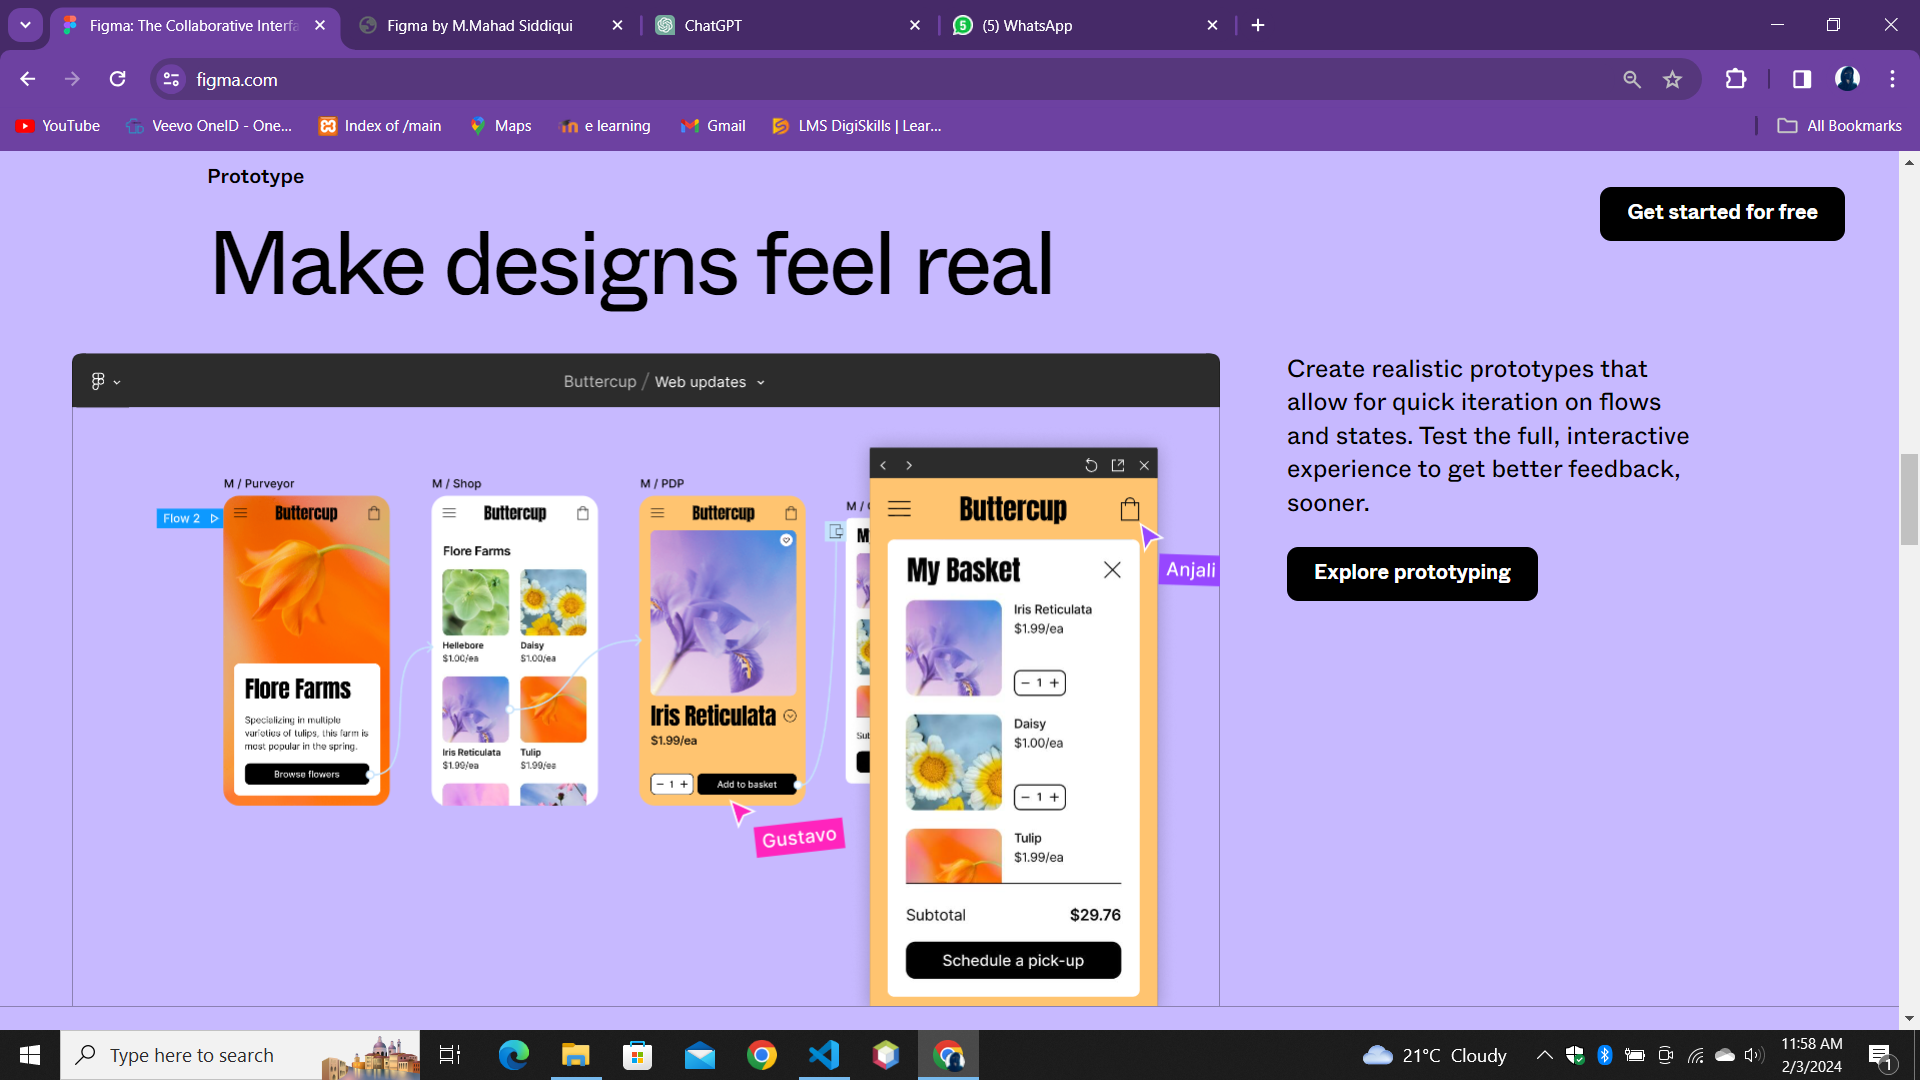 Figma: The Collaborative Interfa
Figma by M.Mahad Siddiqui
ChatGPT
(5) WhatsApp
figma.com
YouTube
Veevo OneID - One...
Index of /main
Maps
e learning
Gmail
LMS DigiSkills | Lear...
All Bookmarks
Prototype
Get started for free
Make designs feel real
Buttercup / Web updates
Create realistic prototypes that
allow for quick iteration on flows
and states. Test the full, interactive
experience to get better feedback,
sooner.
Explore prototyping
Flow 2
M / Purveyor
Buttercup
Flore Farms
Specializing in multiple
varieties of tulips, this farm is
most popular in the spring.
Browse flowers
M / Shop
Buttercup
Flore Farms
Hellebore
$1.00/ea
Daisy
$1.00/ea
Iris Reticulata
$1.99/ea
Tulip
$1.99/ea
M / PDP
Buttercup
Iris Reticulata
$1.99/ea
1
Add to basket
Gustavo
M /
Buttercup
Anjali
My Basket
Iris Reticulata
$1.99/ea
1
Daisy
$1.00/ea
1
Tulip
$1.99/ea
Subtotal
$29.76
Schedule a pick-up
Type here to search
21°C Cloudy
11:58 AM
2/3/2024
1